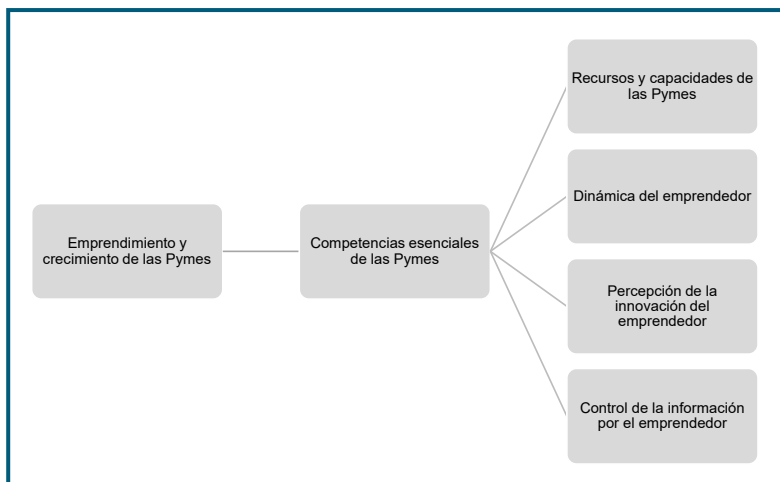 Emprendimiento y
crecimiento de las Pymes
Competencias esenciales
de las Pymes
Recursos y capacidades de
las Pymes
Dinámica del emprendedor
Percepción de la
innovación del
emprendedor
Control de la información
por el emprendedor